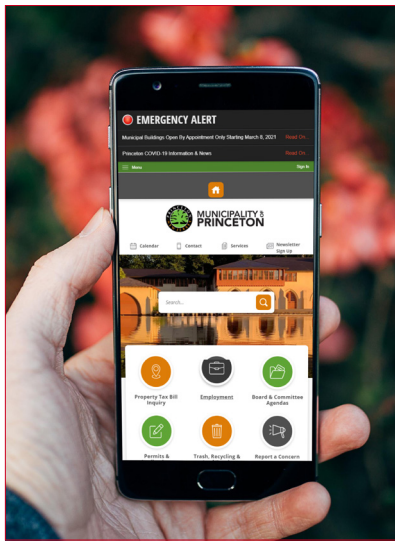 EMERGENCY ALERT
Municipal Buildings Open By Appointment Only Starting March 8, 2021 Read On...
Princeton COVID-19 Information & News Read On...
Menu Sign In
MUNICIPALITY OF
PRINCETON
Calendar Contact Services Newsletter
Sign Up
Search...
Property Tax Bill
Inquiry
Employment
Board & Committee
Agendas
Permits &
Trash, Recycling &
Report a Concern